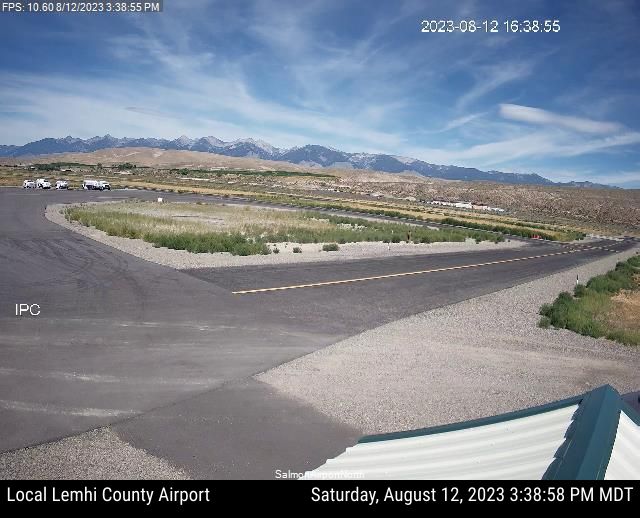 FPS: 10.60 8/12/2023 3:38:55 PM
2023-08-12 16:38:55
IPC
SalmonAirportNorth
Local Lemhi County Airport Saturday, August 12, 2023 3:38:58 PM MDT